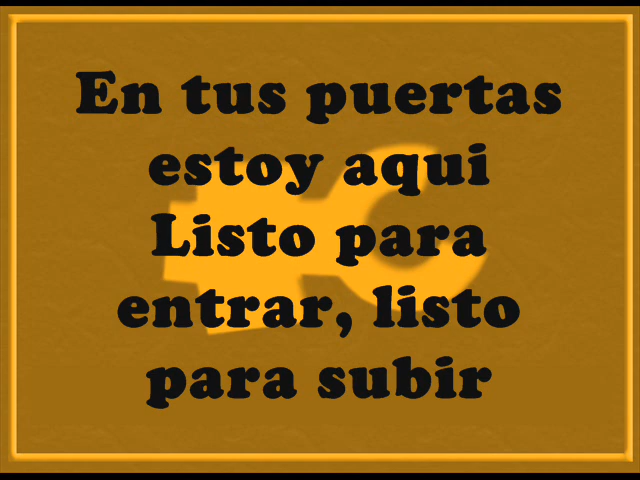 En tus puertas
estoy aqui
Listo para
entrar, listo
para subir